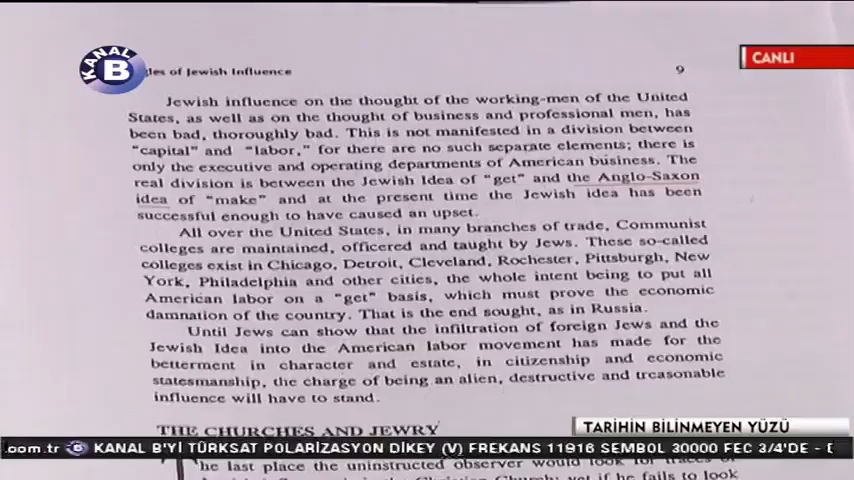 KANAL
B
gles of Jewish Influence
9
CANLI
Jewish influence on the thought of the working-men of the United
States, as well as on the thought of business and professional men, has
been bad, thoroughly bad. This is not manifested in a division between
"capital" and "labor," for there are no such separate elements; there is
only the executive and operating departments of American business. The
real division is between the Jewish Idea of "get" and the Anglo-Saxon
idea of "make" and at the present time the Jewish idea has been
successful enough to have caused an upset.
All over the United States, in many branches of trade, Communist
colleges are maintained, officered and taught by Jews. These so-called
colleges exist in Chicago, Detroit, Cleveland, Rochester, Pittsburgh, New
York, Philadelphia and other cities, the whole intent being to put all
American labor on a "get" basis, which must prove the economic
damnation of the country. That is the end sought, as in Russia.
Until Jews can show that the infiltration of foreign Jews and the
Jewish Idea into the American labor movement has made for the
betterment in character and estate, in citizenship and economic
statesmanship, the charge of being an alien, destructive and treasonable
influence will have to stand.
THE CHURCHES AND JEWRY
TARİHİN BİLİNMEYEN YÜZÜ
.com.tr B KANAL B'Yİ TÜRKSAT POLARİZASYON DİKEY (V) FREKANS 11916 SEMBOL 30000 FEC 3/4'DE -
The last place the uninstructed observer would look for traces of